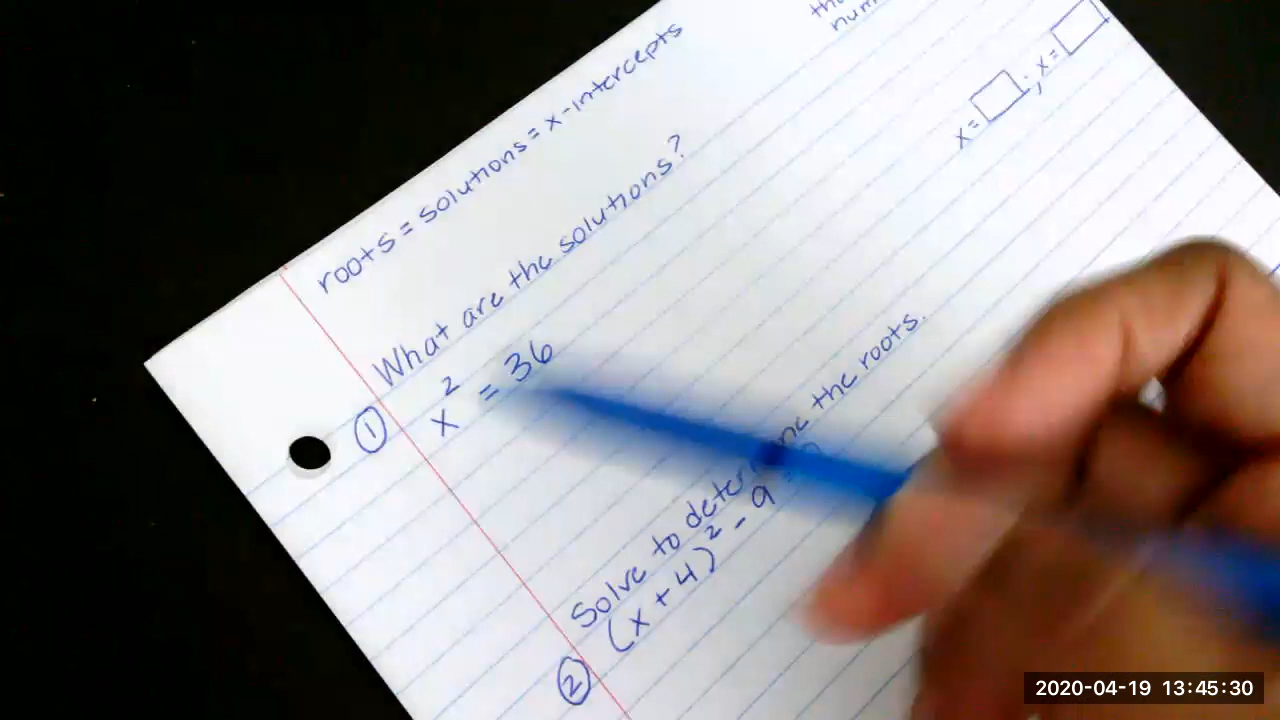 roots = solutions = x-intercepts
What are the solutions?
① x² = 36
x = □ ; x = □
Solve to the roots.
② (x + 4)² - 9
2020-04-19 13:45:30